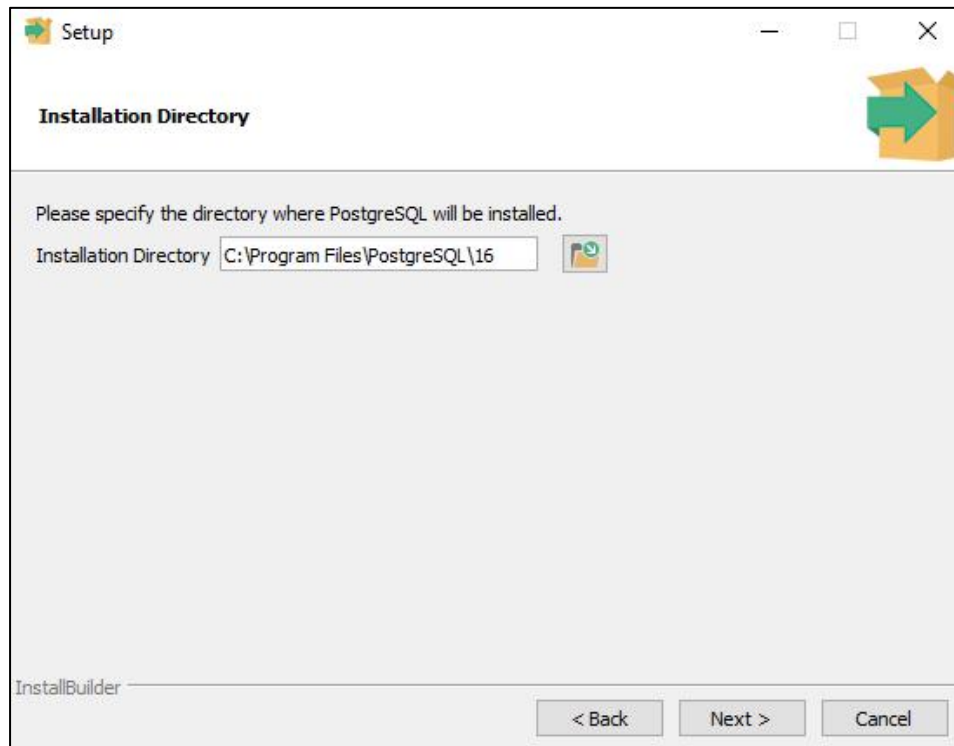 Setup
Installation Directory
Please specify the directory where PostgreSQL will be installed.
Installation Directory C:\Program Files\PostgreSQL\16
InstallBuilder
< Back Next > Cancel